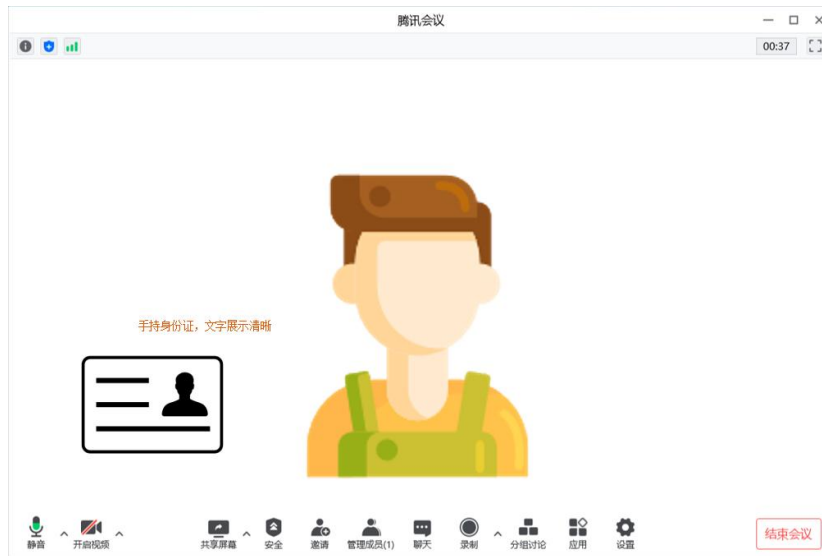 腾讯会议
00:37
手持身份证，文字展示清晰
静音
开启视频
共享屏幕
安全
邀请
管理成员(1)
聊天
录制
分组讨论
应用
设置
结束会议